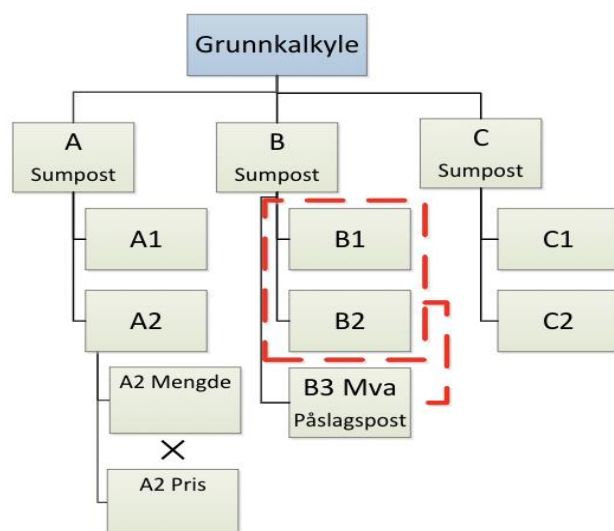 Grunnkalkyle
A
Sumpost
B
Sumpost
C
Sumpost
A1
B1
C1
A2
B2
C2
A2 Mengde
×
A2 Pris
B3 Mva
Påslagspost